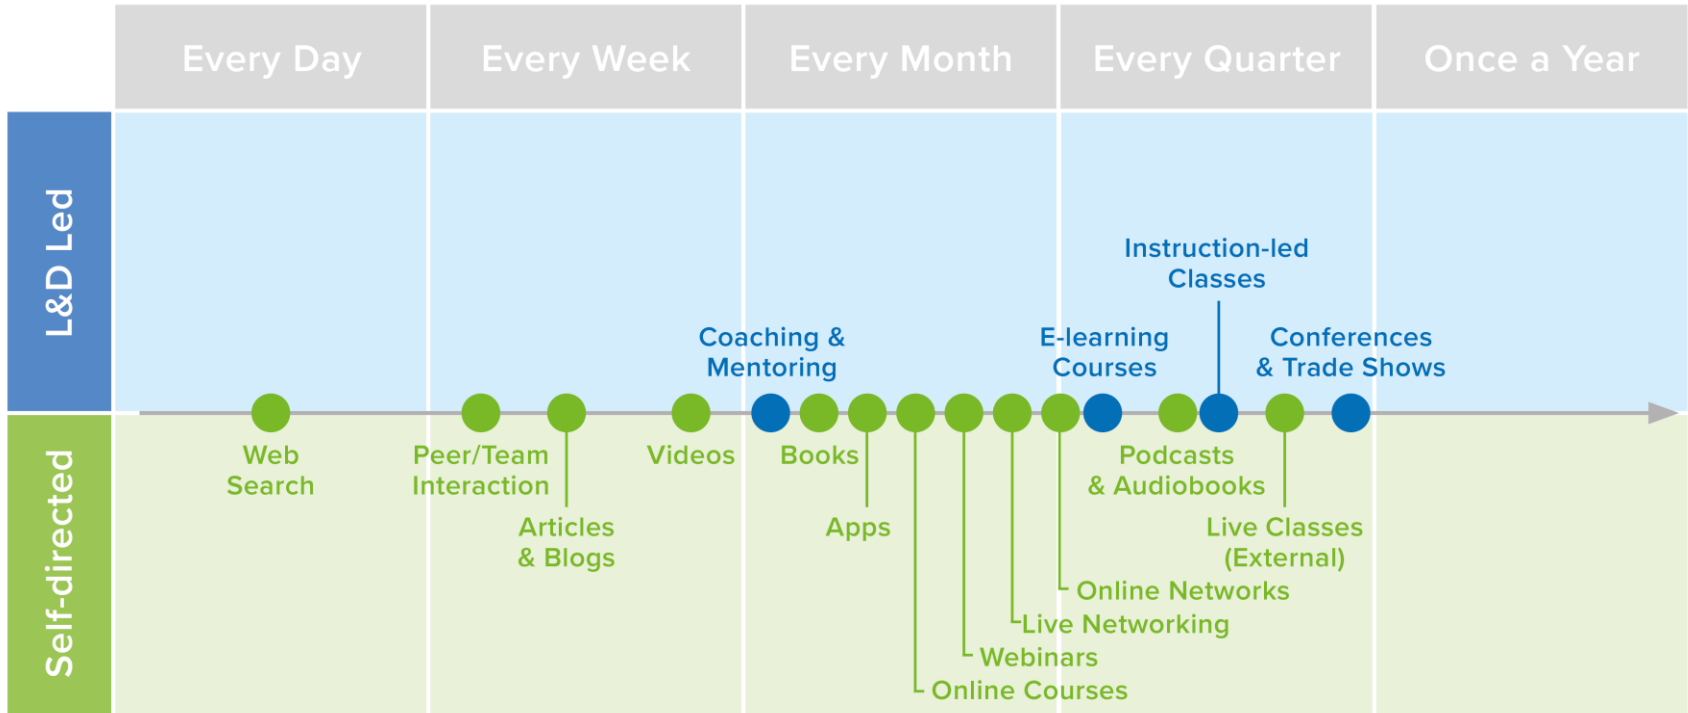 Every Day
Every Week
Every Month
Every Quarter
Once a Year
L&D Led
Instruction-led
Classes
Coaching &
Mentoring
E-learning
Courses
Conferences
& Trade Shows
Self-directed
Web
Search
Peer/Team
Interaction
Articles
& Blogs
Videos
Books
Apps
Podcasts
& Audiobooks
Live Classes
(External)
Online Networks
Live Networking
Webinars
Online Courses